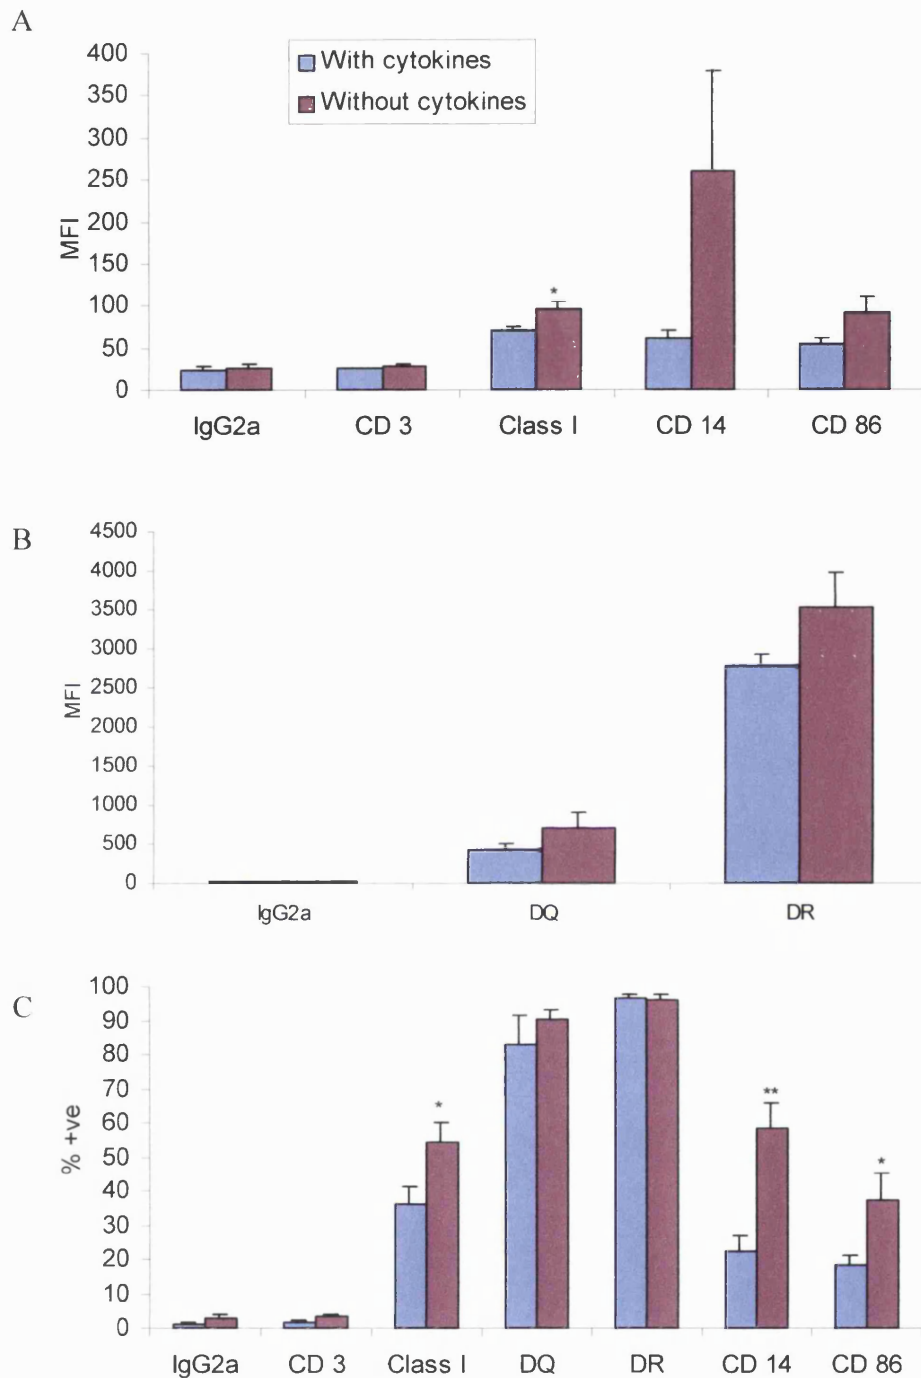 A
400
350
300
250
200
150
100
50
0
MFI
With cytokines
Without cytokines
*
IgG2a CD 3 Class I CD 14 CD 86
B
4500
4000
3500
3000
2500
2000
1500
1000
500
0
MFI
IgG2a DQ DR
C
100
90
80
70
60
50
40
30
20
10
0
% +ve
* ** *
IgG2a CD 3 Class I DQ DR CD 14 CD 86